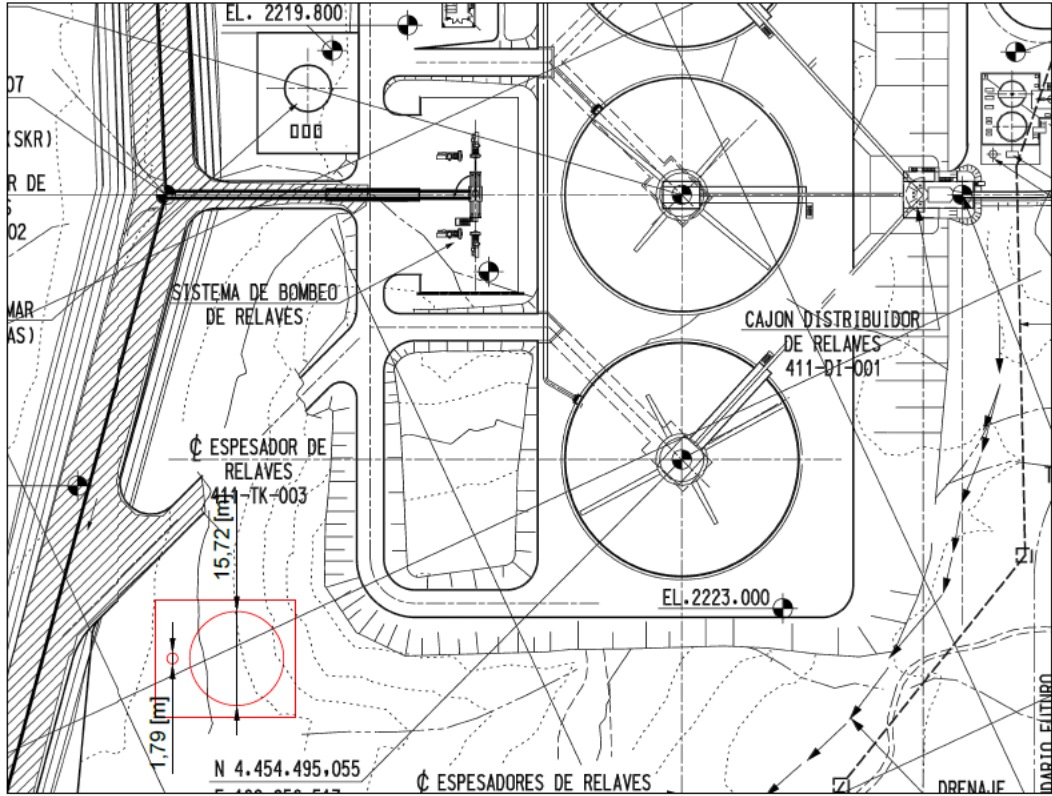 EL. 2219.800
07
(SKR)
R DE
02
MAR
AS)
SISTEMA DE BOMBEO
DE RELAVES
CAJON DISTRIBUIDOR
DE RELAVES
411-DI-001
℄ ESPESADOR DE
RELAVES
411-TK-003
15,72 [m]
EL.2223.000
1,79 [m]
N 4.454.495,055
℄ ESPESADORES DE RELAVES
DRENAJE